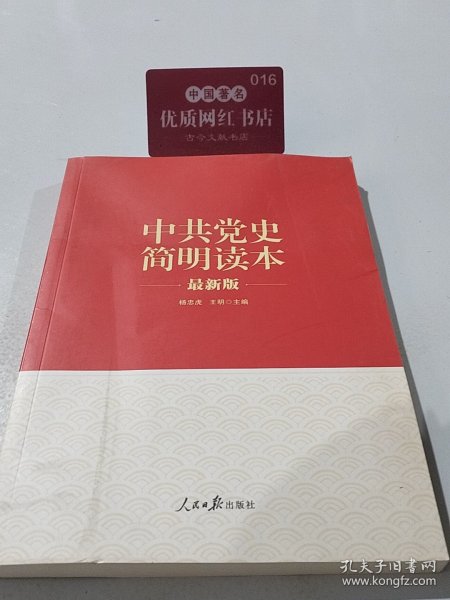 016
中国著名
优质网红书店
古今文献书店
中共党史
简明读本
最新版
杨忠虎 王明○主编
人民日报出版社
孔夫子旧书网
www.kongfz.com